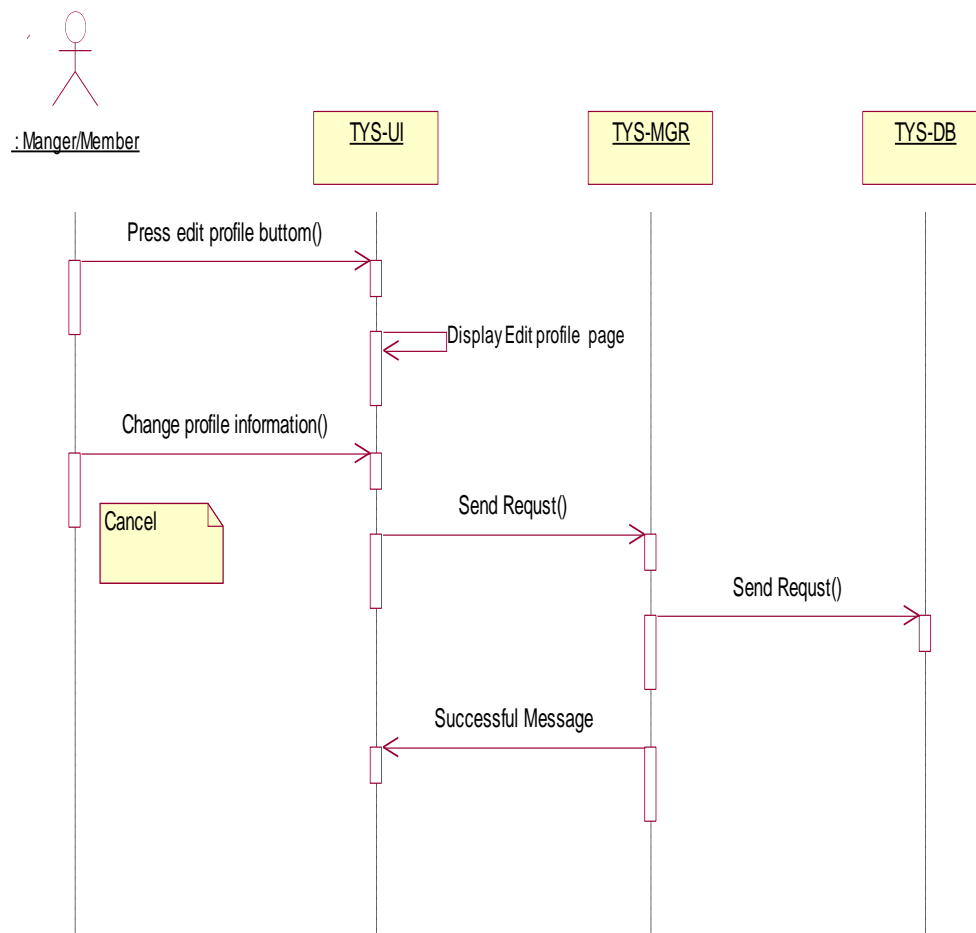 : Manger/Member
TYS-UI
TYS-MGR
TYS-DB
Press edit profile buttom()
Display Edit profile page
Change profile information()
Cancel
Send Requst()
Send Requst()
Successful Message